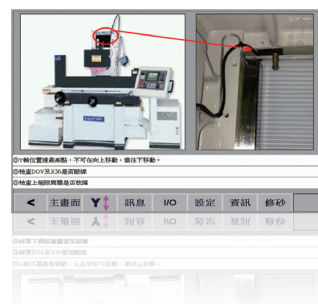 ◎Y軸位置達最高點,不可在向上移動,需往下移動。
◎檢查DOV及X36是否斷線
◎檢查上極限開關是否故障
< 主畫面 Y 訊息 I/O 設定 資訊 修砂